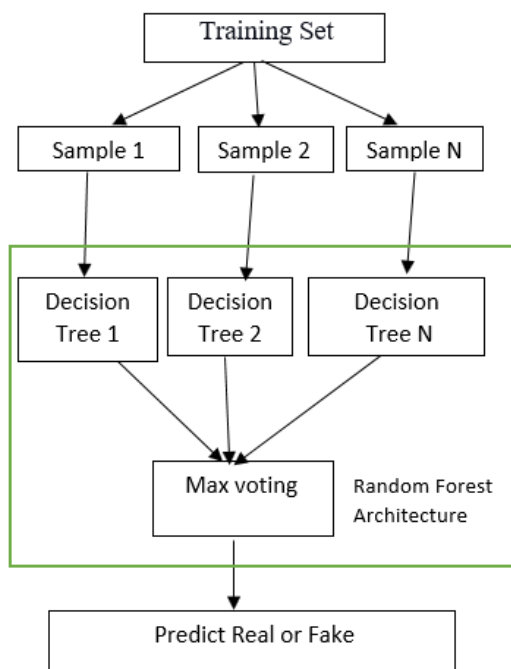 Training Set
Sample 1
Sample 2
Sample N
Decision
Tree 1
Decision
Tree 2
Decision
Tree N
Max voting
Random Forest
Architecture
Predict Real or Fake